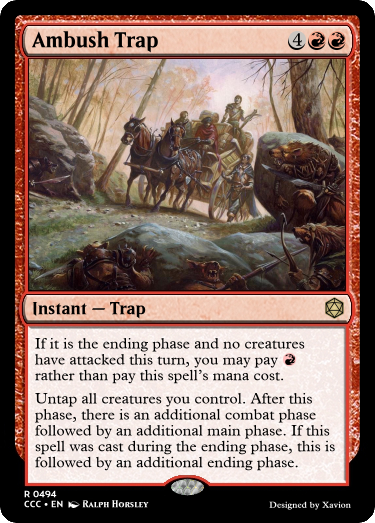 Ambush Trap 4
Instant — Trap
If it is the ending phase and no creatures
have attacked this turn, you may pay
rather than pay this spell's mana cost.
Untap all creatures you control. After this
phase, there is an additional combat phase
followed by an additional main phase. If this
spell was cast during the ending phase, this is
followed by an additional ending phase.
R 0494
CCC • EN RALPH HORSLEY
Designed by Xavion